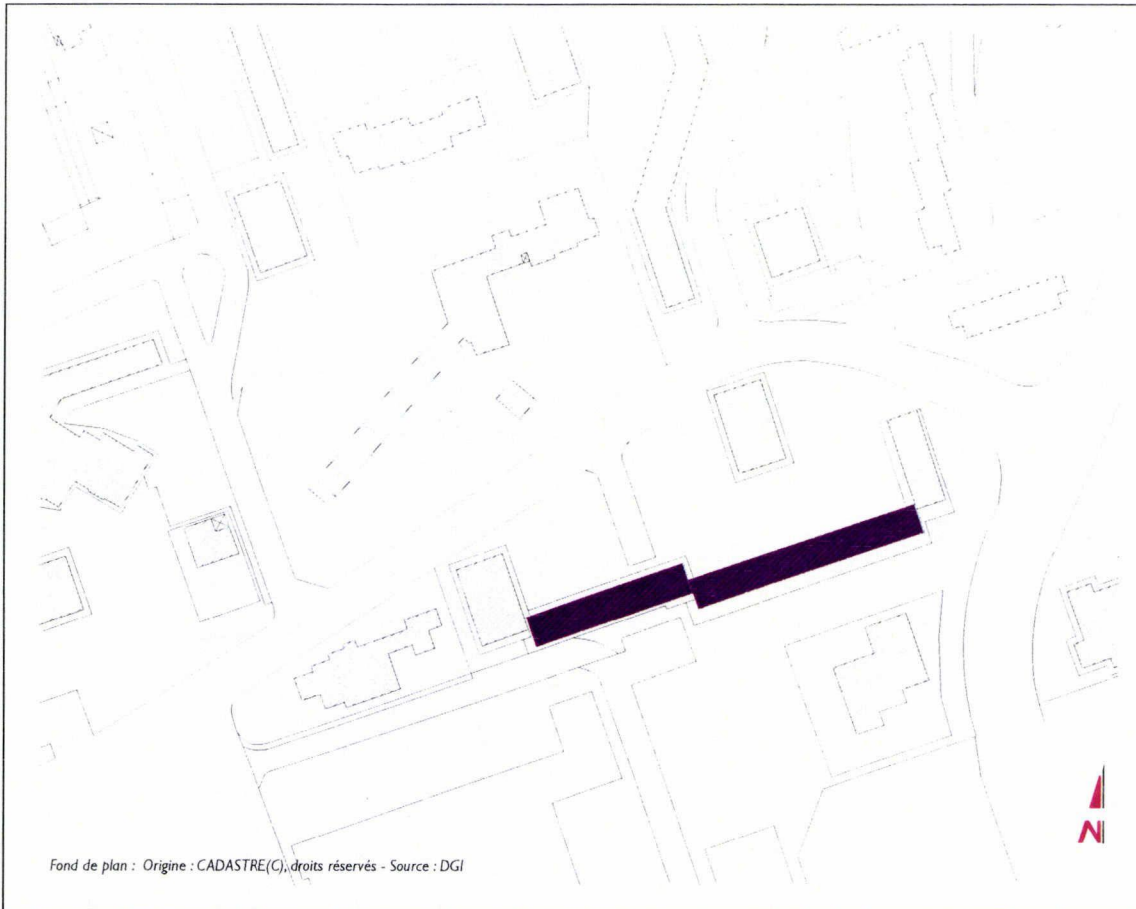 N
Fond de plan : Origine : CADASTRE(C), droits réservés - Source : DGI